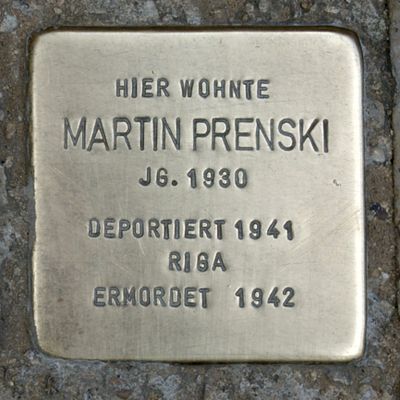 HIER WOHNTE
MARTIN PRENSKI
JG. 1930
DEPORTIERT 1941
RIGA
ERMORDET 1942